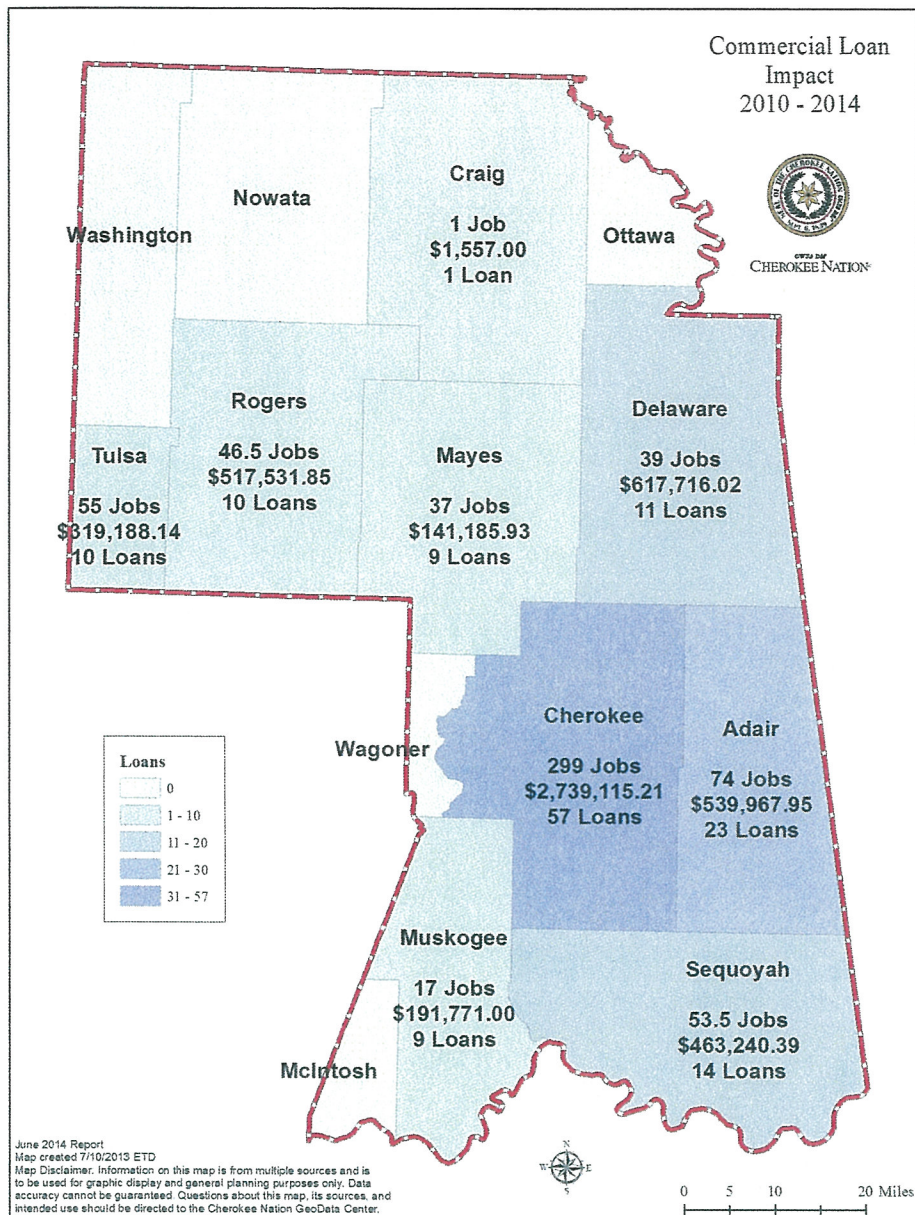 Commercial Loan
Impact
2010 - 2014
CHEROKEE NATION
Washington
Nowata
Craig
1 Job
$1,557.00
1 Loan
Ottawa
Rogers
46.5 Jobs
$517,531.85
10 Loans
Tulsa
55 Jobs
$319,188.14
10 Loans
Mayes
37 Jobs
$141,185.93
9 Loans
Delaware
39 Jobs
$617,716.02
11 Loans
Wagoner
Cherokee
299 Jobs
$2,739,115.21
57 Loans
Adair
74 Jobs
$539,967.95
23 Loans
Loans
0
1 - 10
11 - 20
21 - 30
31 - 57
Muskogee
17 Jobs
$191,771.00
9 Loans
McIntosh
Sequoyah
53.5 Jobs
$463,240.39
14 Loans
June 2014 Report
Map created 7/10/2013 ETD
Map Disclaimer: Information on this map is from multiple sources and is
to be used for graphic display and general planning purposes only. Data
accuracy cannot be guaranteed. Questions about this map, its sources, and
intended use should be directed to the Cherokee Nation GeoData Center.
N
W E
S
0 5 10 20 Miles